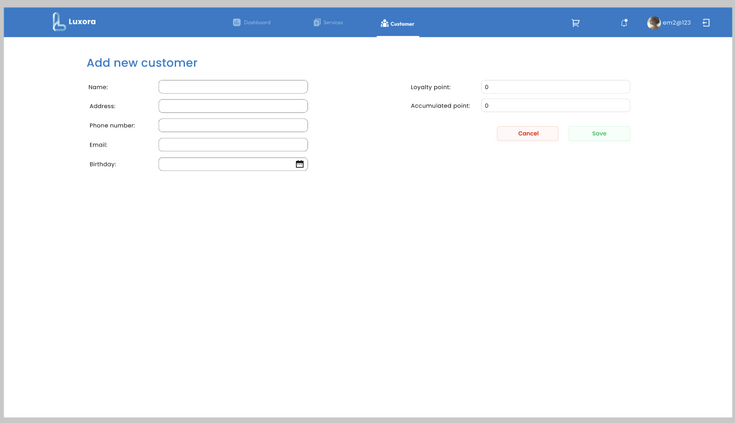 Luxora
Dashboard
Services
Customer
em2@123
Add new customer
Name:
Address:
Phone number:
Email:
Birthday:
Loyalty point: 0
Accumulated point: 0
Cancel
Save